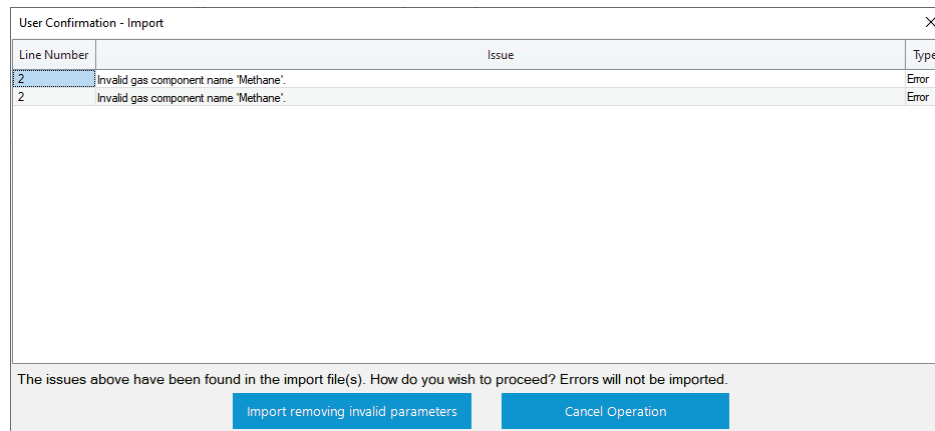 User Confirmation - Import
Line Number Issue Type
2 Invalid gas component name 'Methane'. Error
2 Invalid gas component name 'Methane'. Error
The issues above have been found in the import file(s). How do you wish to proceed? Errors will not be imported.
Import removing invalid parameters Cancel Operation